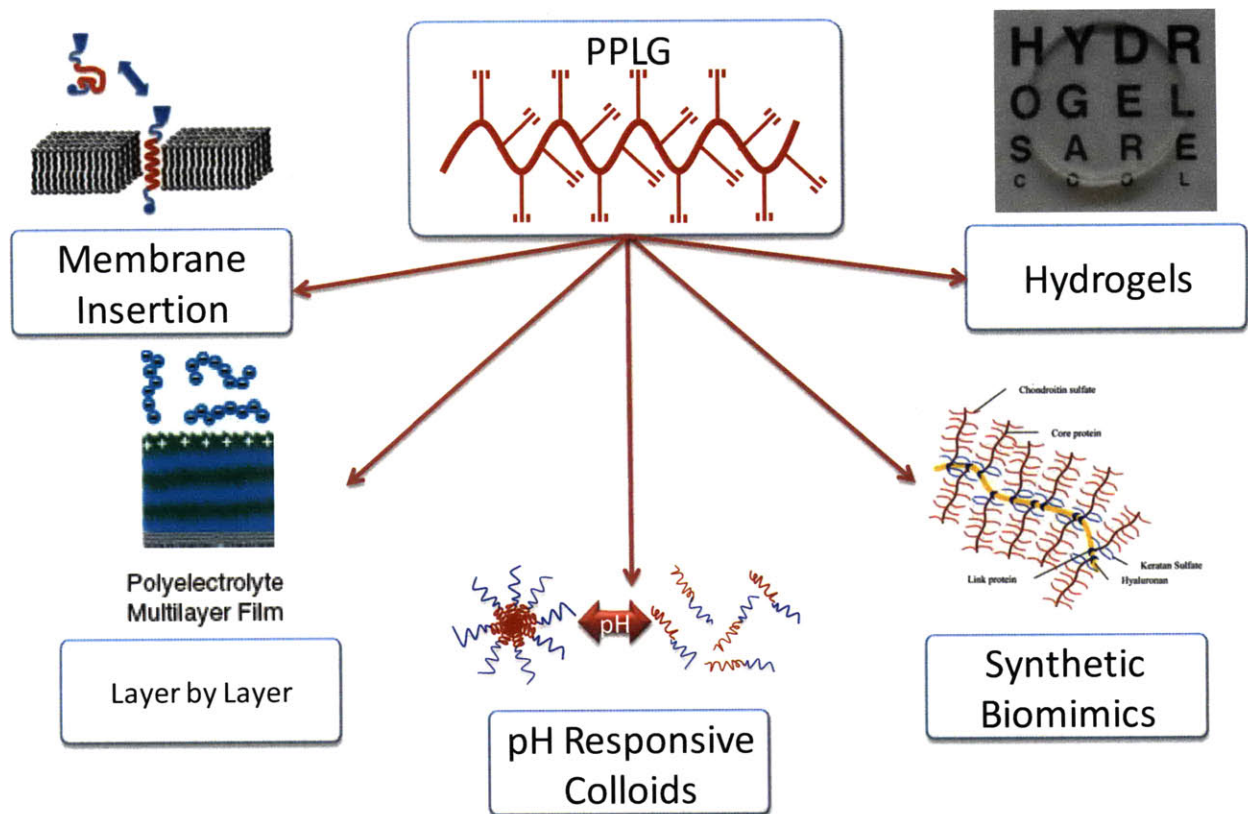 PPLG
H Y D R
O G E L
S A R E
C O O L
Membrane
Insertion
Hydrogels
Chondroitin sulfate
Core protein
Keratan Sulfate
Link protein
Hyaluronan
+ + + + + + +
Polyelectrolyte
Multilayer Film
Layer by Layer
pH
pH Responsive
Colloids
Synthetic
Biomimics